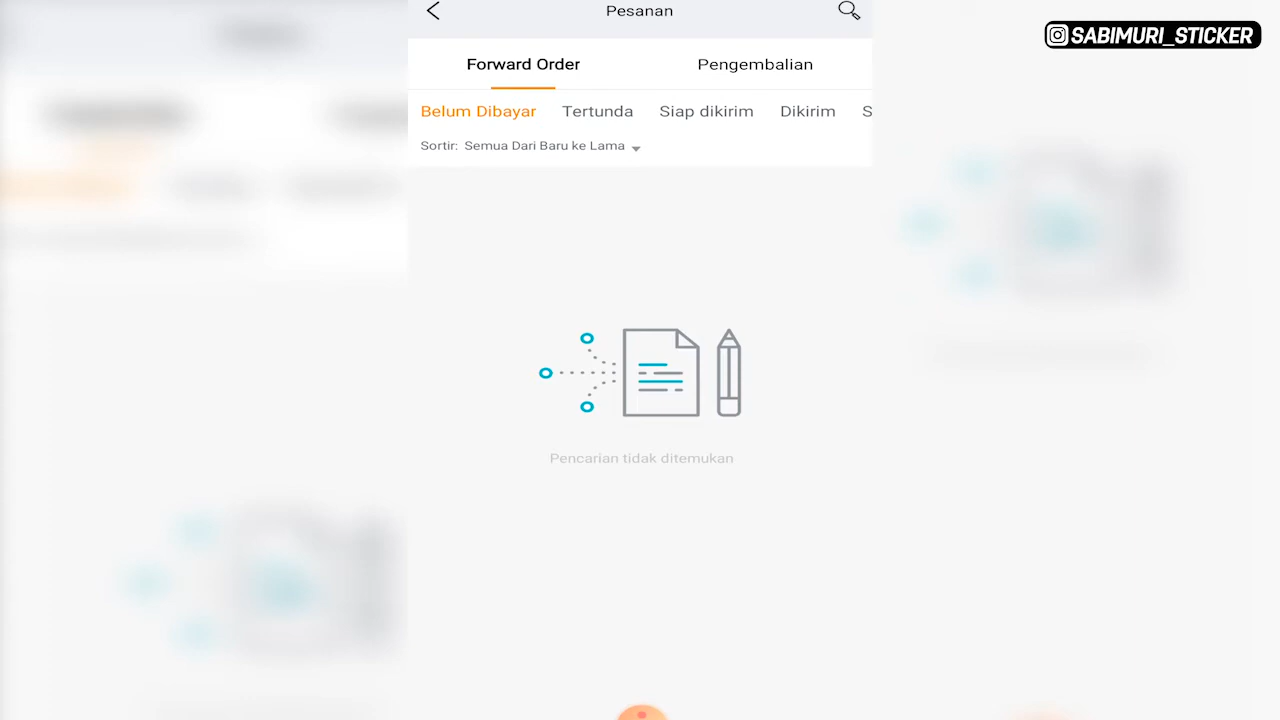 Pesanan
SABIMURI_STICKER
Forward Order Pengembalian
Belum Dibayar Tertunda Siap dikirim Dikirim S
Sortir: Semua Dari Baru ke Lama
Pencarian tidak ditemukan